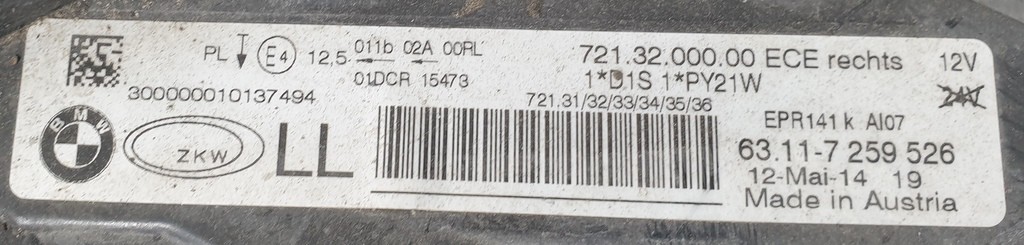 PL E4 12,5 011b 02A 00RL
01DCR 15473
300000010137494
BMW
ZKW
LL
721.32.000.00 ECE rechts 12V
1*D1S 1*PY21W 24V
721.31/32/33/34/35/36
EPR141 k AI07
63.11-7 259 526
12-Mai-14 19
Made in Austria